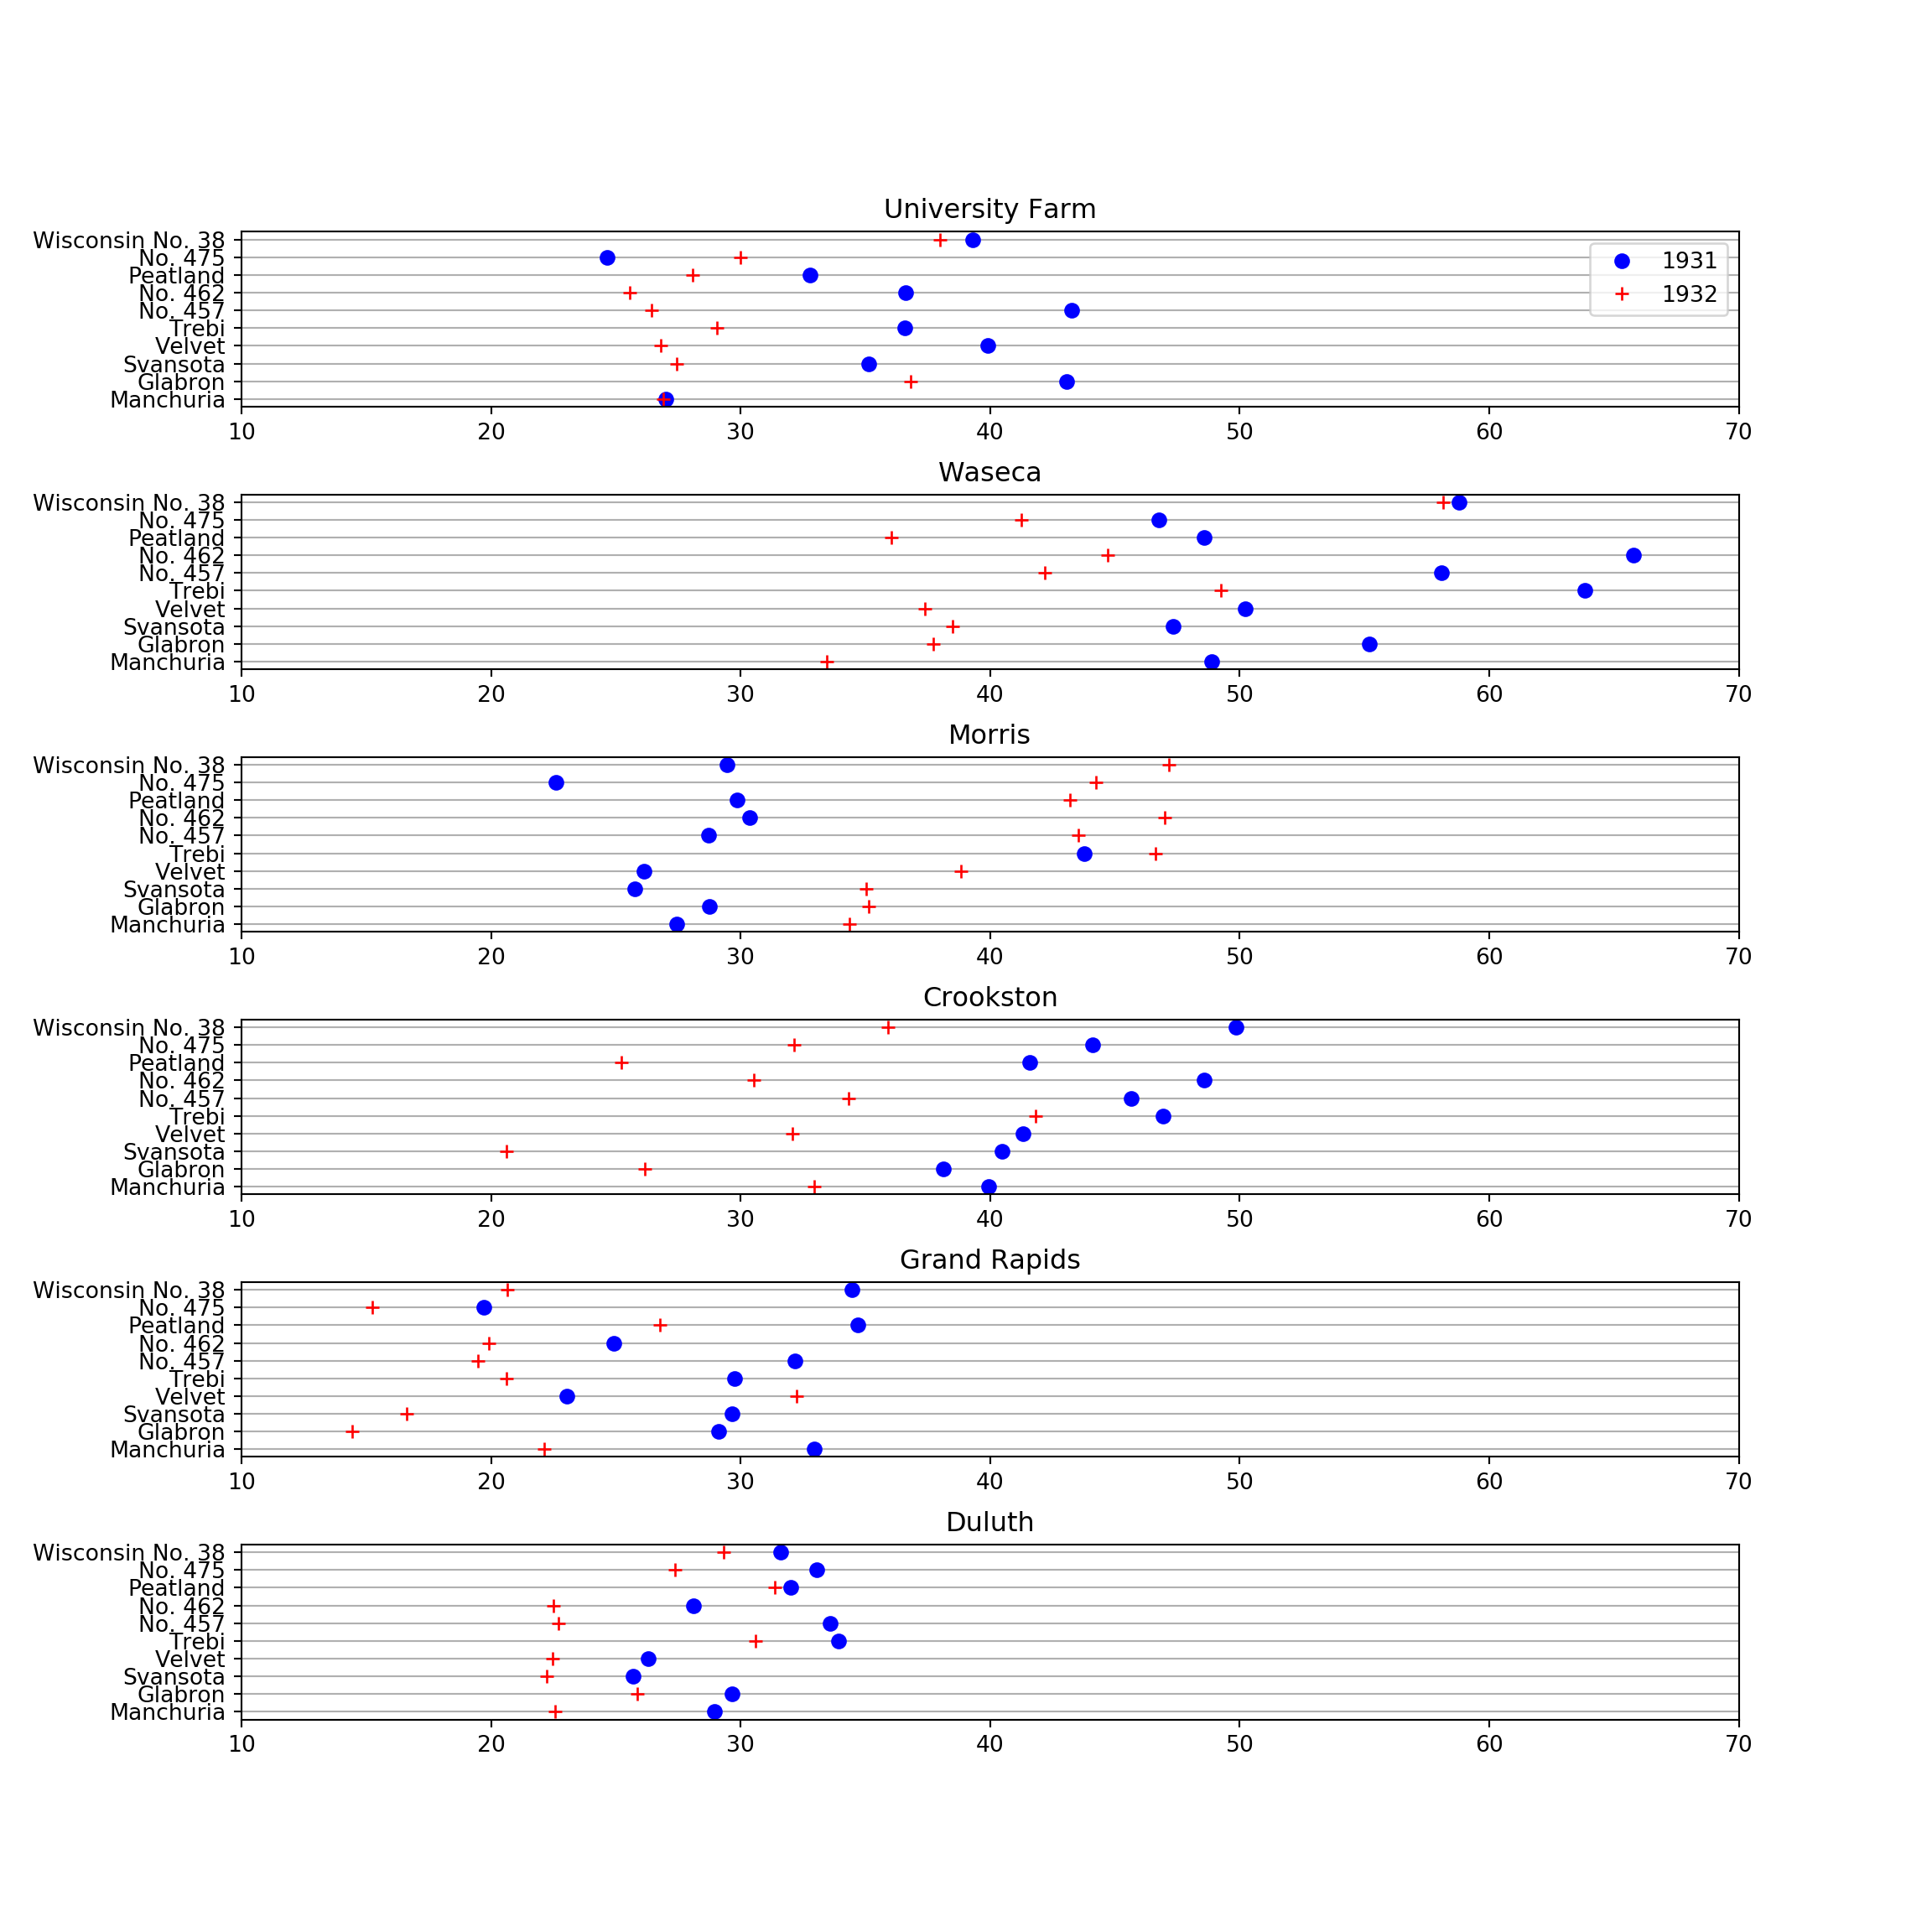 University Farm
Wisconsin No. 38
No. 475
Peatland
No. 462
No. 457
Trebi
Velvet
Svansota
Glabron
Manchuria
1931
1932
10 20 30 40 50 60 70
Waseca
Wisconsin No. 38
No. 475
Peatland
No. 462
No. 457
Trebi
Velvet
Svansota
Glabron
Manchuria
10 20 30 40 50 60 70
Morris
Wisconsin No. 38
No. 475
Peatland
No. 462
No. 457
Trebi
Velvet
Svansota
Glabron
Manchuria
10 20 30 40 50 60 70
Crookston
Wisconsin No. 38
No. 475
Peatland
No. 462
No. 457
Trebi
Velvet
Svansota
Glabron
Manchuria
10 20 30 40 50 60 70
Grand Rapids
Wisconsin No. 38
No. 475
Peatland
No. 462
No. 457
Trebi
Velvet
Svansota
Glabron
Manchuria
10 20 30 40 50 60 70
Duluth
Wisconsin No. 38
No. 475
Peatland
No. 462
No. 457
Trebi
Velvet
Svansota
Glabron
Manchuria
10 20 30 40 50 60 70